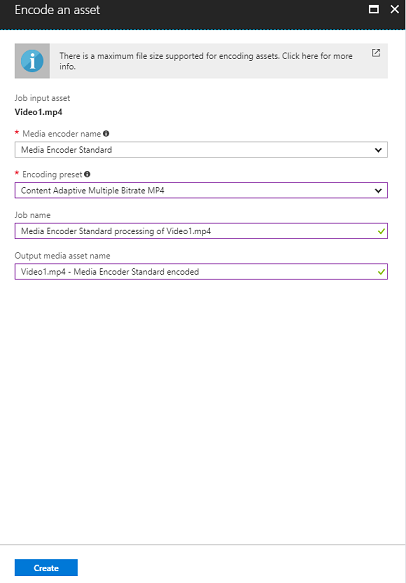 Encode an asset
There is a maximum file size supported for encoding assets. Click here for more
info.
Job input asset
Video1.mp4
* Media encoder name
Media Encoder Standard
* Encoding preset
Content Adaptive Multiple Bitrate MP4
Job name
Media Encoder Standard processing of Video1.mp4
Output media asset name
Video1.mp4 - Media Encoder Standard encoded
Create